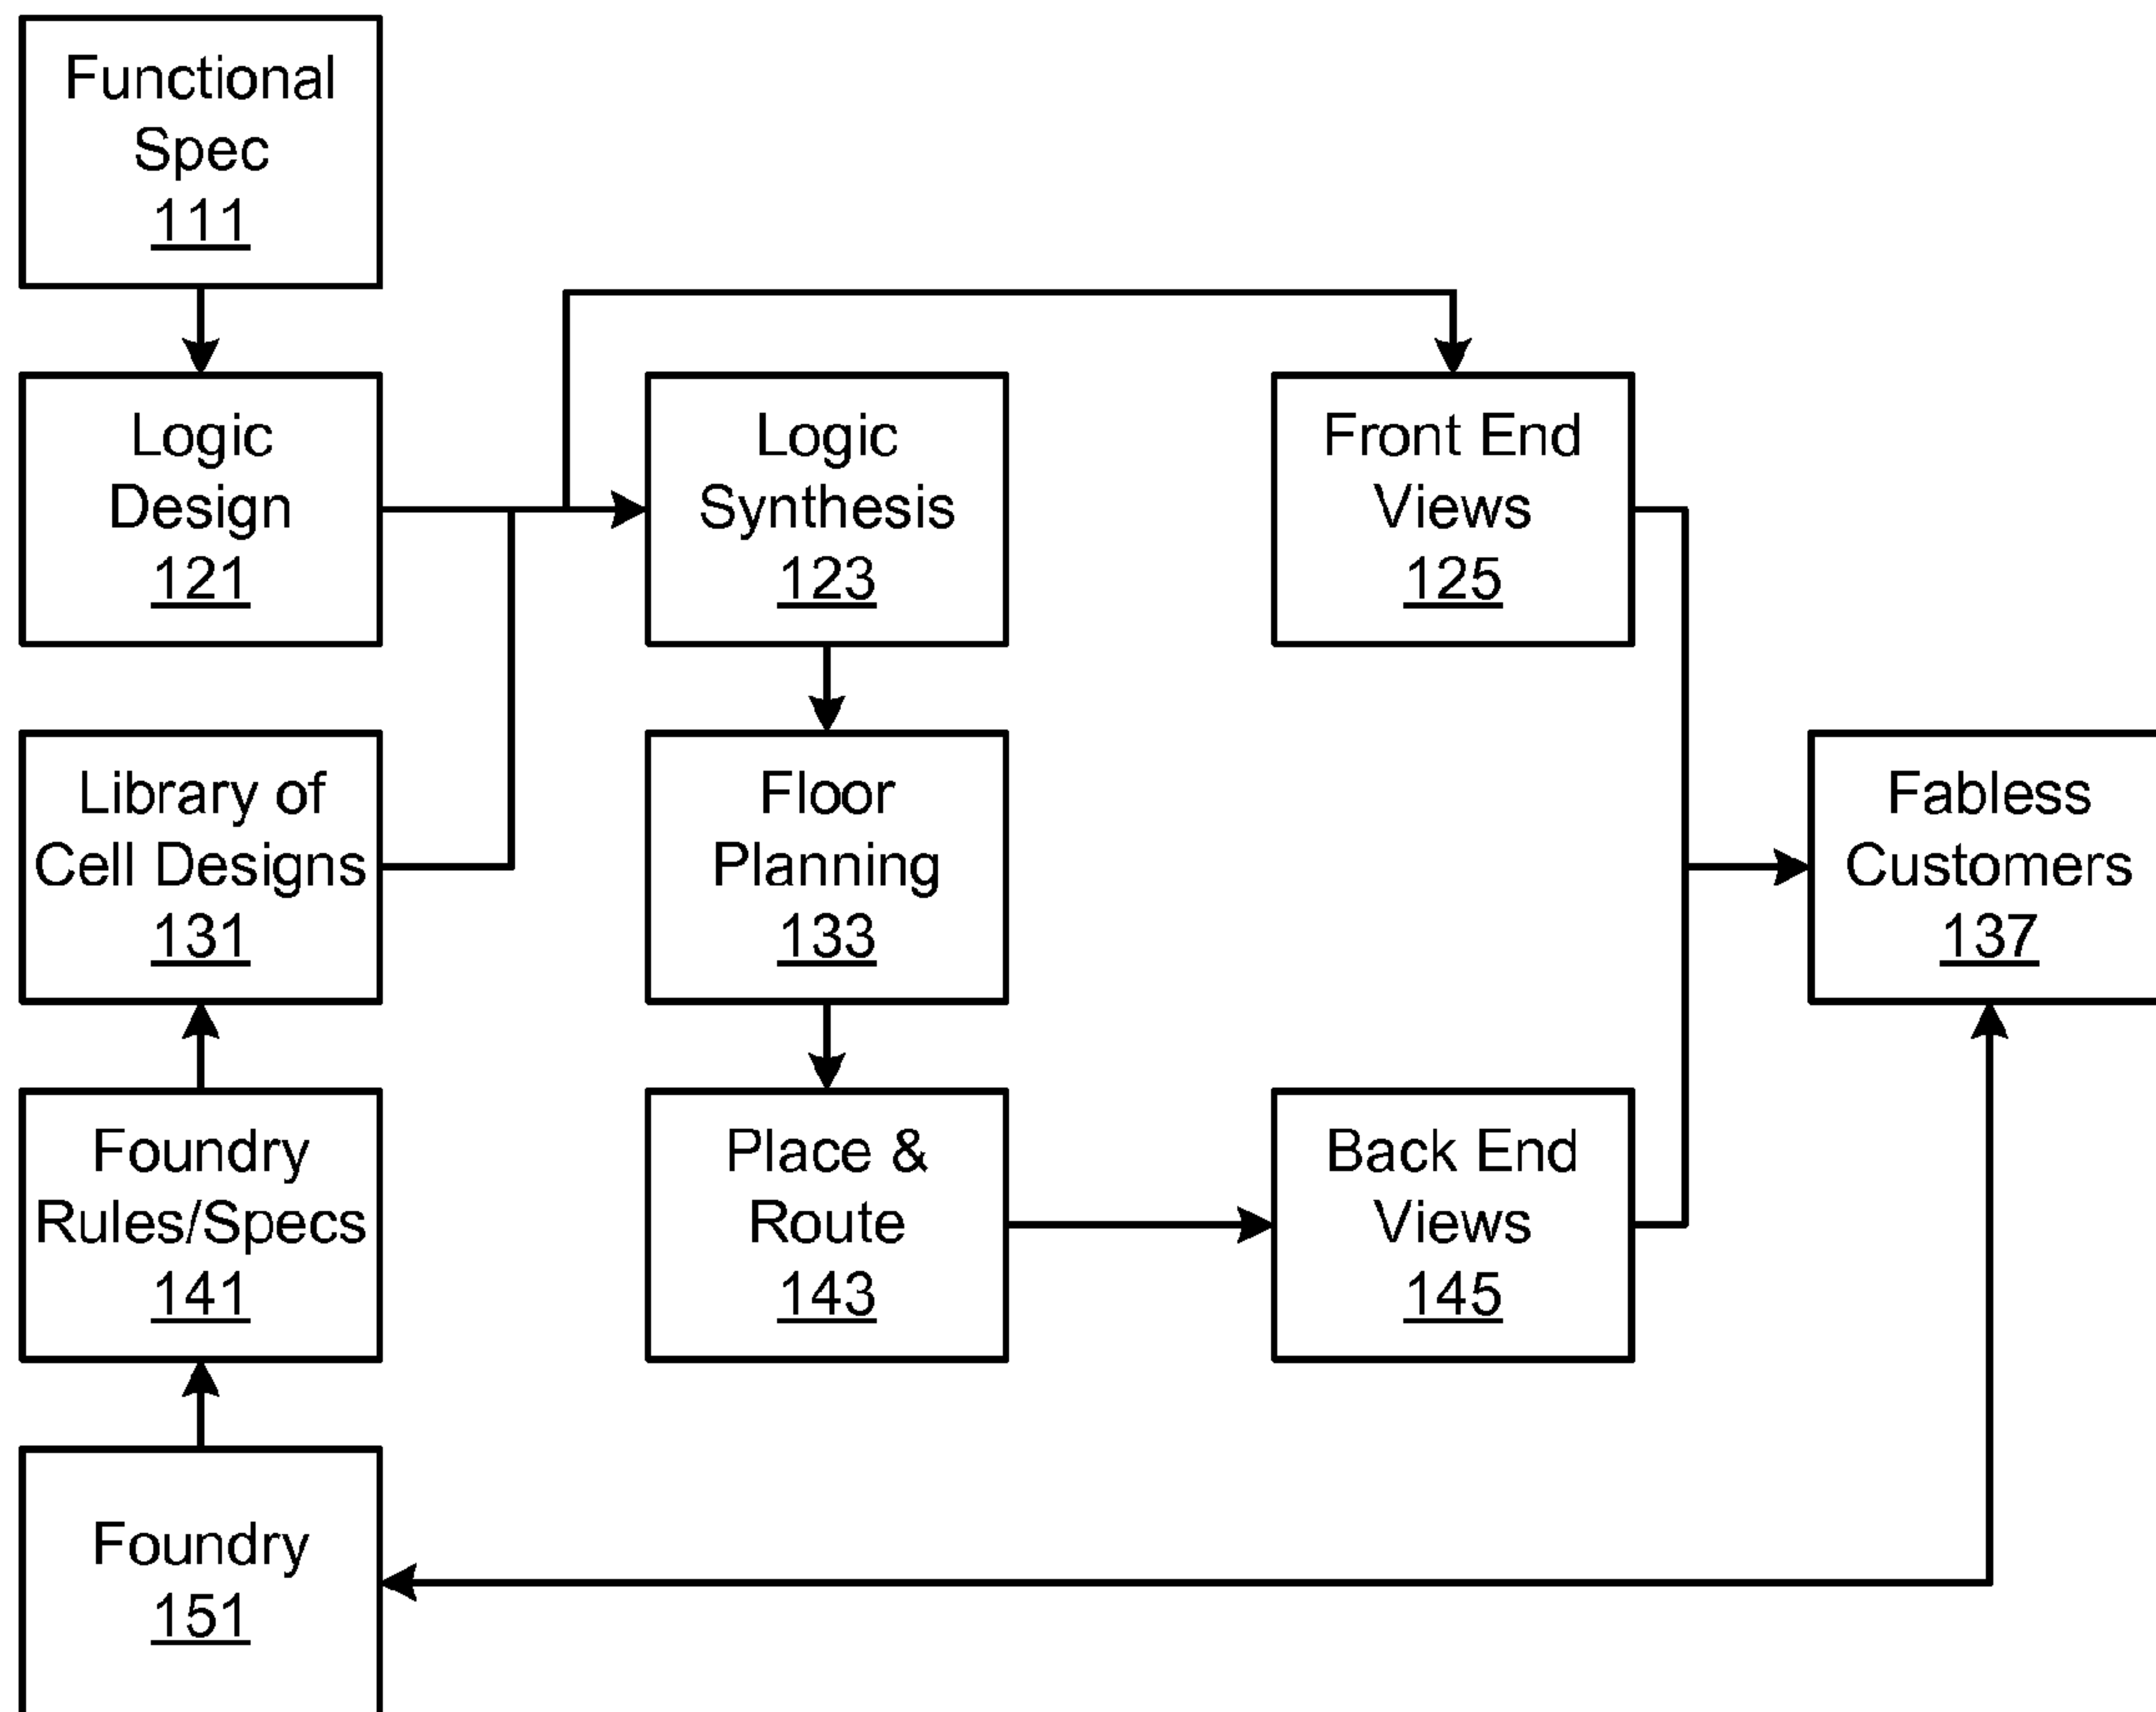 Functional
Spec
111
Logic
Design
121
Logic
Synthesis
123
Front End
Views
125
Library of
Cell Designs
131
Floor
Planning
133
Fabless
Customers
137
Foundry
Rules/Specs
141
Place &
Route
143
Back End
Views
145
Foundry
151